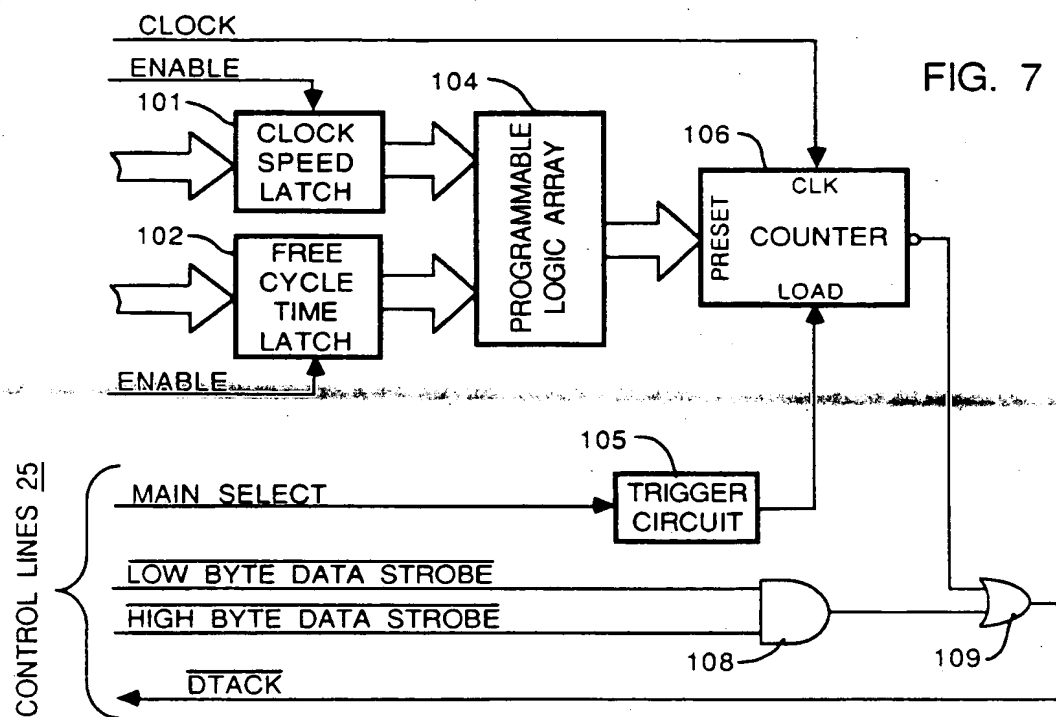 CLOCK
ENABLE
FIG. 7
101
CLOCK
SPEED
LATCH
104
PROGRAMMABLE
LOGIC ARRAY
106
CLK
PRESET
COUNTER
LOAD
102
FREE
CYCLE
TIME
LATCH
ENABLE
105
TRIGGER
CIRCUIT
CONTROL LINES 25
MAIN SELECT
LOW BYTE DATA STROBE
HIGH BYTE DATA STROBE
108
109
DTACK